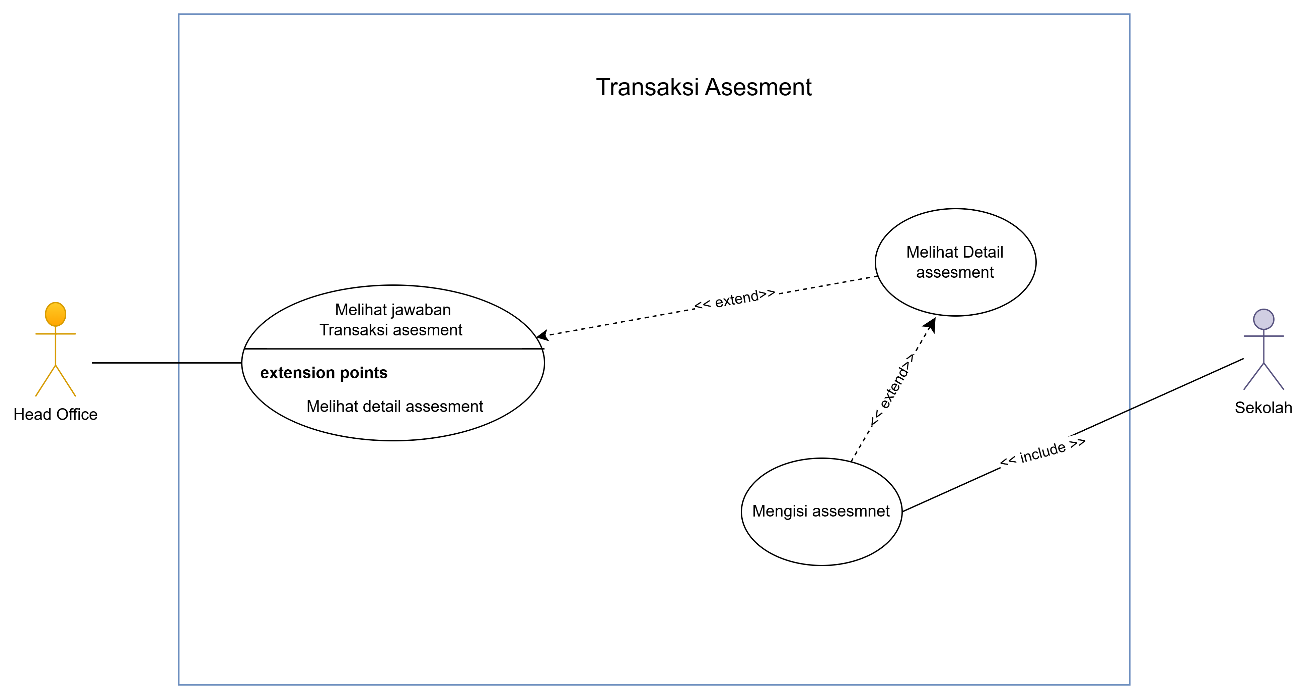 Transaksi Asesment
Melihat Detail
assesment
<< extend>>
Melihat jawaban
Transaksi asesment
extension points
Melihat detail assesment
Head Office
<< extend>>
Sekolah
<< include >>
Mengisi assesmnet